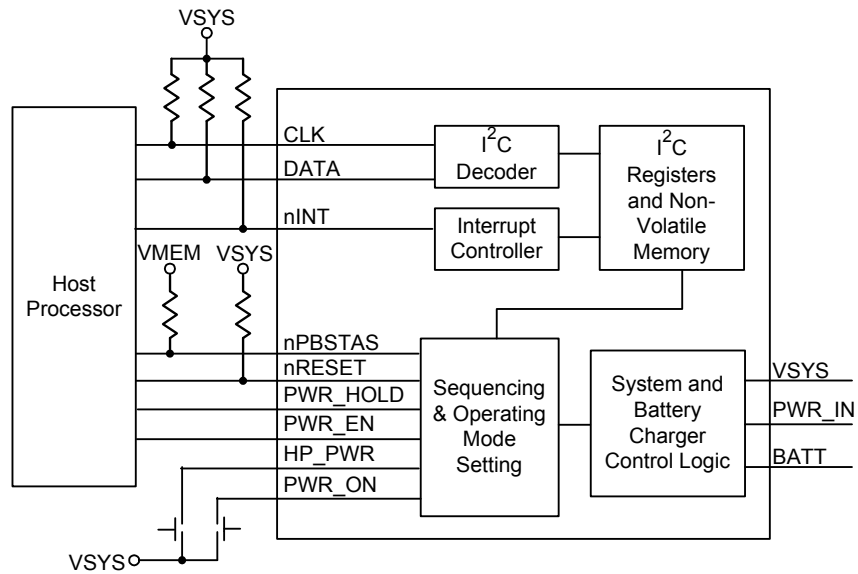 VSYS
Host
Processor
CLK
DATA
nINT
VMEM
VSYS
nPBSTAS
nRESET
PWR_HOLD
PWR_EN
HP_PWR
PWR_ON
VSYS
I²C
Decoder
Interrupt
Controller
I²C
Registers
and Non-
Volatile
Memory
Sequencing
& Operating
Mode
Setting
System and
Battery
Charger
Control Logic
VSYS
PWR_IN
BATT